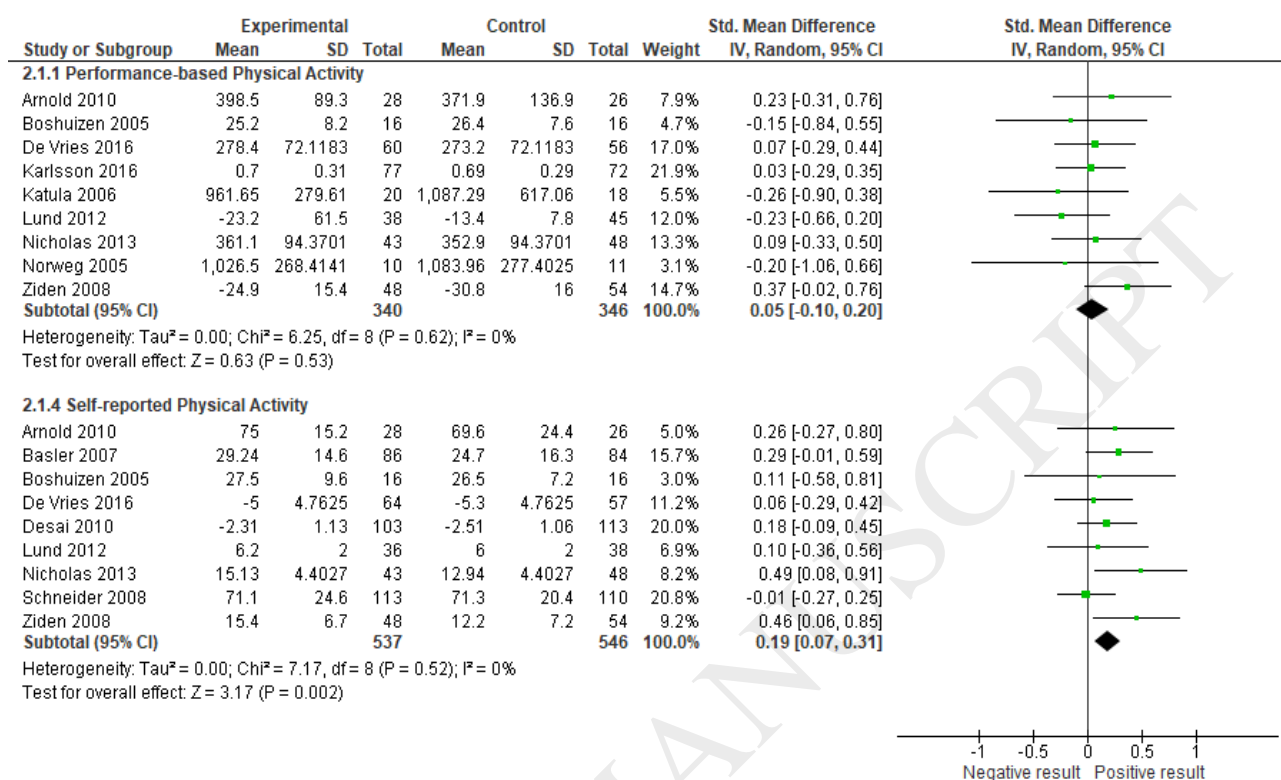 Experimental Control Std. Mean Difference Std. Mean Difference
Study or Subgroup Mean SD Total Mean SD Total Weight IV, Random, 95% CI IV, Random, 95% CI
2.1.1 Performance-based Physical Activity
Arnold 2010 398.5 89.3 28 371.9 136.9 26 7.9% 0.23 [-0.31, 0.76]
Boshuizen 2005 25.2 8.2 16 26.4 7.6 16 4.7% -0.15 [-0.84, 0.55]
De Vries 2016 278.4 72.1183 60 273.2 72.1183 56 17.0% 0.07 [-0.29, 0.44]
Karlsson 2016 0.7 0.31 77 0.69 0.29 72 21.9% 0.03 [-0.29, 0.35]
Katula 2006 961.65 279.61 20 1,087.29 617.06 18 5.5% -0.26 [-0.90, 0.38]
Lund 2012 -23.2 61.5 38 -13.4 7.8 45 12.0% -0.23 [-0.66, 0.20]
Nicholas 2013 361.1 94.3701 43 352.9 94.3701 48 13.3% 0.09 [-0.33, 0.50]
Norweg 2005 1,026.5 268.4141 10 1,083.96 277.4025 11 3.1% -0.20 [-1.06, 0.66]
Ziden 2008 -24.9 15.4 48 -30.8 16 54 14.7% 0.37 [-0.02, 0.76]
Subtotal (95% CI) 340 346 100.0% 0.05 [-0.10, 0.20]
Heterogeneity: Tau² = 0.00; Chi² = 6.25, df = 8 (P = 0.62); I² = 0%
Test for overall effect: Z = 0.63 (P = 0.53)
2.1.4 Self-reported Physical Activity
Arnold 2010 75 15.2 28 69.6 24.4 26 5.0% 0.26 [-0.27, 0.80]
Basler 2007 29.24 14.6 86 24.7 16.3 84 15.7% 0.29 [-0.01, 0.59]
Boshuizen 2005 27.5 9.6 16 26.5 7.2 16 3.0% 0.11 [-0.58, 0.81]
De Vries 2016 -5 4.7625 64 -5.3 4.7625 57 11.2% 0.06 [-0.29, 0.42]
Desai 2010 -2.31 1.13 103 -2.51 1.06 113 20.0% 0.18 [-0.09, 0.45]
Lund 2012 6.2 2 36 6 2 38 6.9% 0.10 [-0.36, 0.56]
Nicholas 2013 15.13 4.4027 43 12.94 4.4027 48 8.2% 0.49 [0.08, 0.91]
Schneider 2008 71.1 24.6 113 71.3 20.4 110 20.8% -0.01 [-0.27, 0.25]
Ziden 2008 15.4 6.7 48 12.2 7.2 54 9.2% 0.46 [0.06, 0.85]
Subtotal (95% CI) 537 546 100.0% 0.19 [0.07, 0.31]
Heterogeneity: Tau² = 0.00; Chi² = 7.17, df = 8 (P = 0.52); I² = 0%
Test for overall effect: Z = 3.17 (P = 0.002)
-1 -0.5 0 0.5 1
Negative result Positive result
ANUSCRIPT